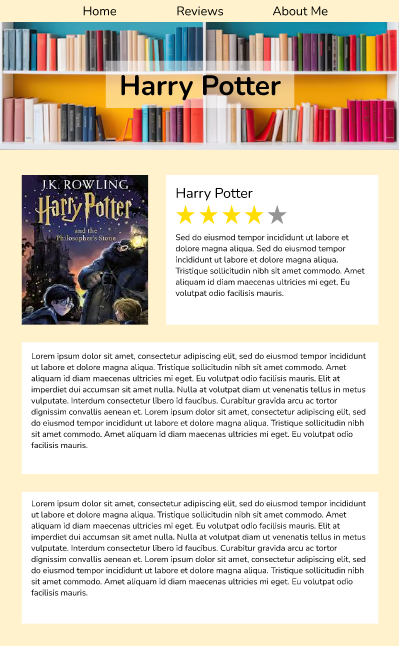 Home Reviews About Me
Harry Potter
J.K. ROWLING
Harry Potter
and the
Philosopher's Stone
Harry Potter
Sed do eiusmod tempor incididunt ut labore et
dolore magna aliqua. Sed do eiusmod tempor
incididunt ut labore et dolore magna aliqua.
Tristique sollicitudin nibh sit amet commodo. Amet
aliquam id diam maecenas ultricies mi eget. Eu
volutpat odio facilisis mauris.
Lorem ipsum dolor sit amet, consectetur adipiscing elit, sed do eiusmod tempor incididunt
ut labore et dolore magna aliqua. Tristique sollicitudin nibh sit amet commodo. Amet
aliquam id diam maecenas ultricies mi eget. Eu volutpat odio facilisis mauris. Elit at
imperdiet dui accumsan sit amet nulla. Nulla at volutpat diam ut venenatis tellus in metus
vulputate. Interdum consectetur libero id faucibus. Curabitur gravida arcu ac tortor
dignissim convallis aenean et. Lorem ipsum dolor sit amet, consectetur adipiscing elit, sed
do eiusmod tempor incididunt ut labore et dolore magna aliqua. Tristique sollicitudin nibh
sit amet commodo. Amet aliquam id diam maecenas ultricies mi eget. Eu volutpat odio
facilisis mauris.
Lorem ipsum dolor sit amet, consectetur adipiscing elit, sed do eiusmod tempor incididunt
ut labore et dolore magna aliqua. Tristique sollicitudin nibh sit amet commodo. Amet
aliquam id diam maecenas ultricies mi eget. Eu volutpat odio facilisis mauris. Elit at
imperdiet dui accumsan sit amet nulla. Nulla at volutpat diam ut venenatis tellus in metus
vulputate. Interdum consectetur libero id faucibus. Curabitur gravida arcu ac tortor
dignissim convallis aenean et. Lorem ipsum dolor sit amet, consectetur adipiscing elit, sed
do eiusmod tempor incididunt ut labore et dolore magna aliqua. Tristique sollicitudin nibh
sit amet commodo. Amet aliquam id diam maecenas ultricies mi eget. Eu volutpat odio
facilisis mauris.